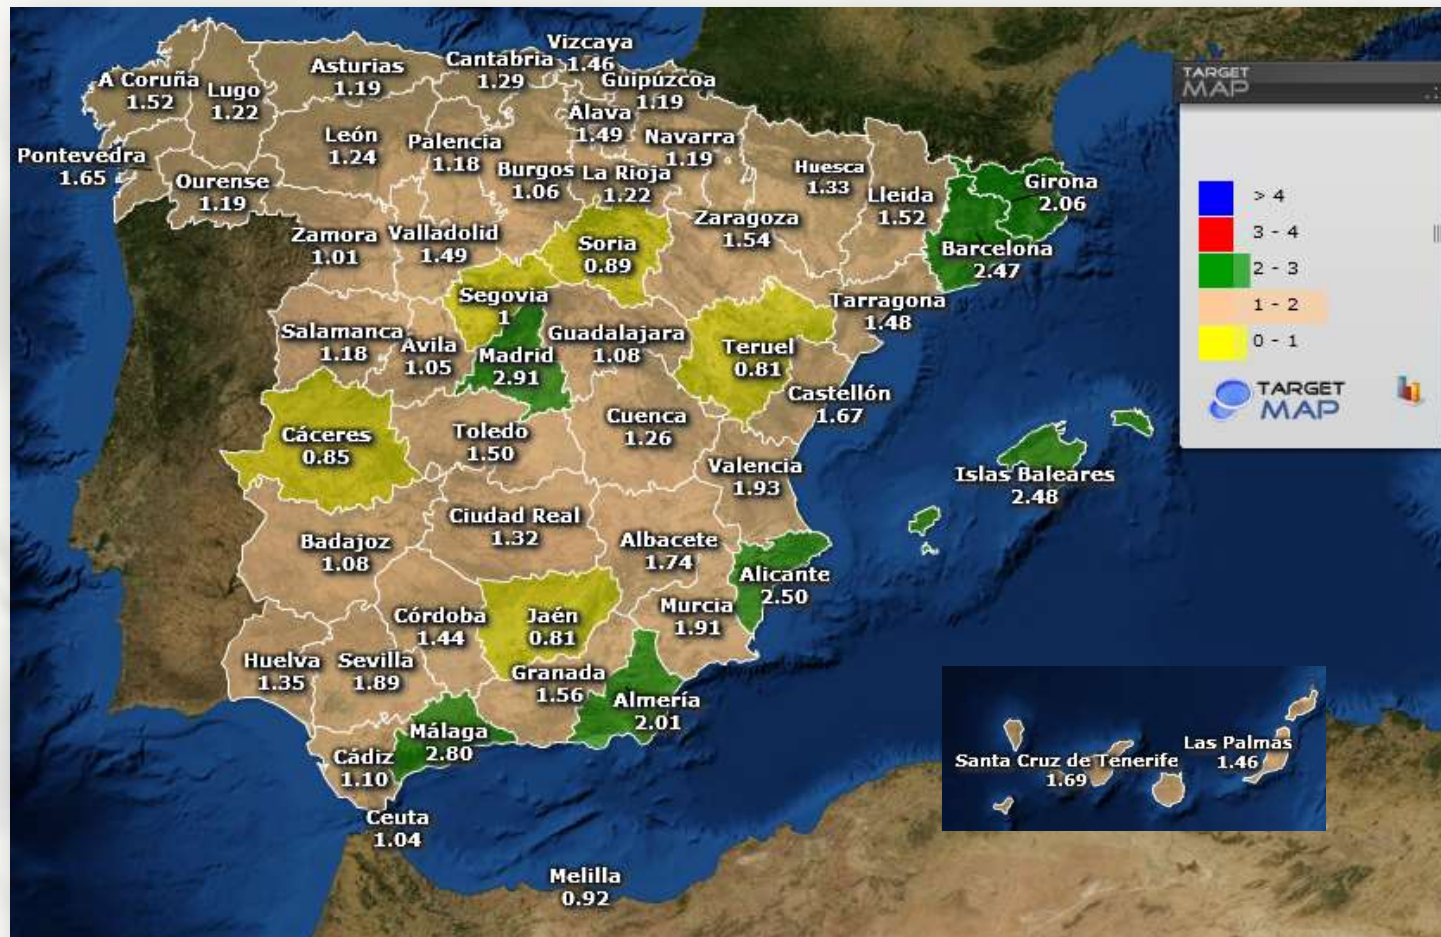 Vizcaya
1.46
Cantábria
1.29
Asturias
1.19
A Coruña
1.52
Lugo
1.22
Guipúzcoa
1.19
Álava
1.49
Navarra
1.19
León
1.24
Palencia
1.18
Pontevedra
1.65
Ourense
1.19
Burgos
1.06
La Rioja
1.22
Huesca
1.33
Lleida
1.52
Girona
2.06
Zamora
1.01
Valladolid
1.49
Soria
0.89
Zaragoza
1.54
Barcelona
2.47
Segovia
1
Tarragona
1.48
Salamanca
1.18
Ávila
1.05
Madrid
2.91
Guadalajara
1.08
Teruel
0.81
Castellón
1.67
Cáceres
0.85
Toledo
1.50
Cuenca
1.26
Valencia
1.93
Islas Baleares
2.48
Badajoz
1.08
Ciudad Real
1.32
Albacete
1.74
Alicante
2.50
Córdoba
1.44
Jaén
0.81
Murcia
1.91
Huelva
1.35
Sevilla
1.89
Granada
1.56
Almería
2.01
Málaga
2.80
Cádiz
1.10
Ceuta
1.04
Melilla
0.92
Santa Cruz de Tenerife
1.69
Las Palmas
1.46
TARGET
MAP
> 4
3 - 4
2 - 3
1 - 2
0 - 1
TARGET
MAP